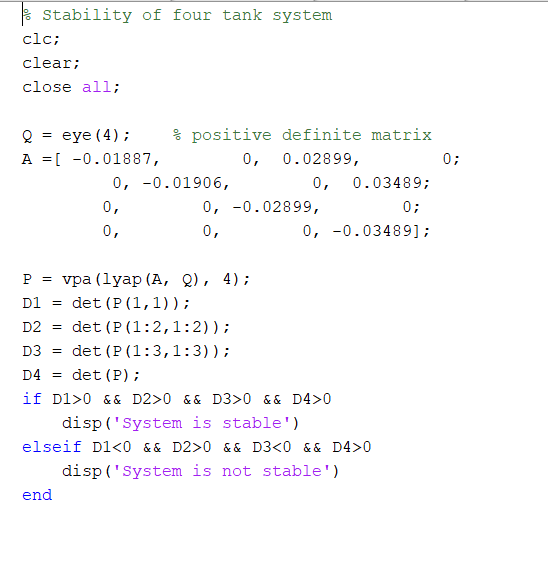 % Stability of four tank system
clc;
clear;
close all;
Q = eye(4);    % positive definite matrix
A =[ -0.01887,        0,  0.02899,        0;
         0, -0.01906,        0,  0.03489;
        0,        0, -0.02899,        0;
        0,        0,        0, -0.03489];
P = vpa(lyap(A, Q), 4);
D1 = det(P(1,1));
D2 = det(P(1:2,1:2));
D3 = det(P(1:3,1:3));
D4 = det(P);
if D1>0 && D2>0 && D3>0 && D4>0
    disp('System is stable')
elseif D1<0 && D2>0 && D3<0 && D4>0
    disp('System is not stable')
end